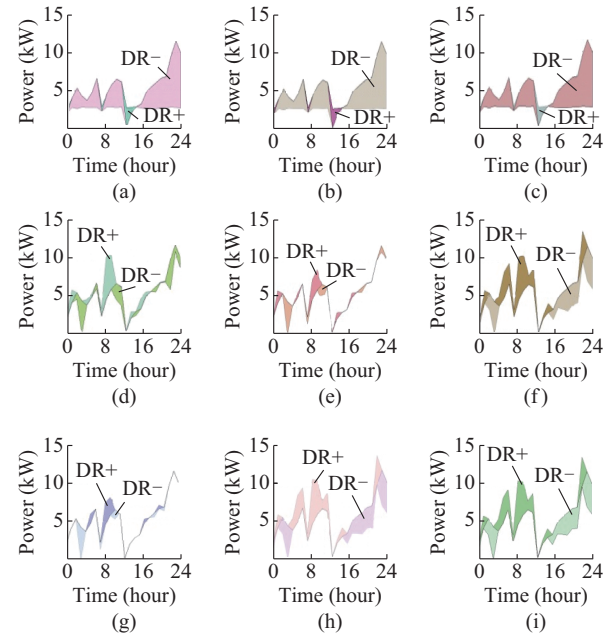 15
10
5
0 8 16 24
Power (kW)
DR−
DR+
Time (hour)
(a)
15
10
5
0 8 16 24
Power (kW)
DR−
DR+
Time (hour)
(b)
15
10
5
0 8 16 24
Power (kW)
DR−
DR+
Time (hour)
(c)
15
10
5
0 8 16 24
Power (kW)
DR+
DR−
Time (hour)
(d)
15
10
5
0 8 16 24
Power (kW)
DR+
DR−
Time (hour)
(e)
15
10
5
0 8 16 24
Power (kW)
DR+
DR−
Time (hour)
(f)
15
10
5
0 8 16 24
Power (kW)
DR+
DR−
Time (hour)
(g)
15
10
5
0 8 16 24
Power (kW)
DR+
DR−
Time (hour)
(h)
15
10
5
0 8 16 24
Power (kW)
DR+
DR−
Time (hour)
(i)